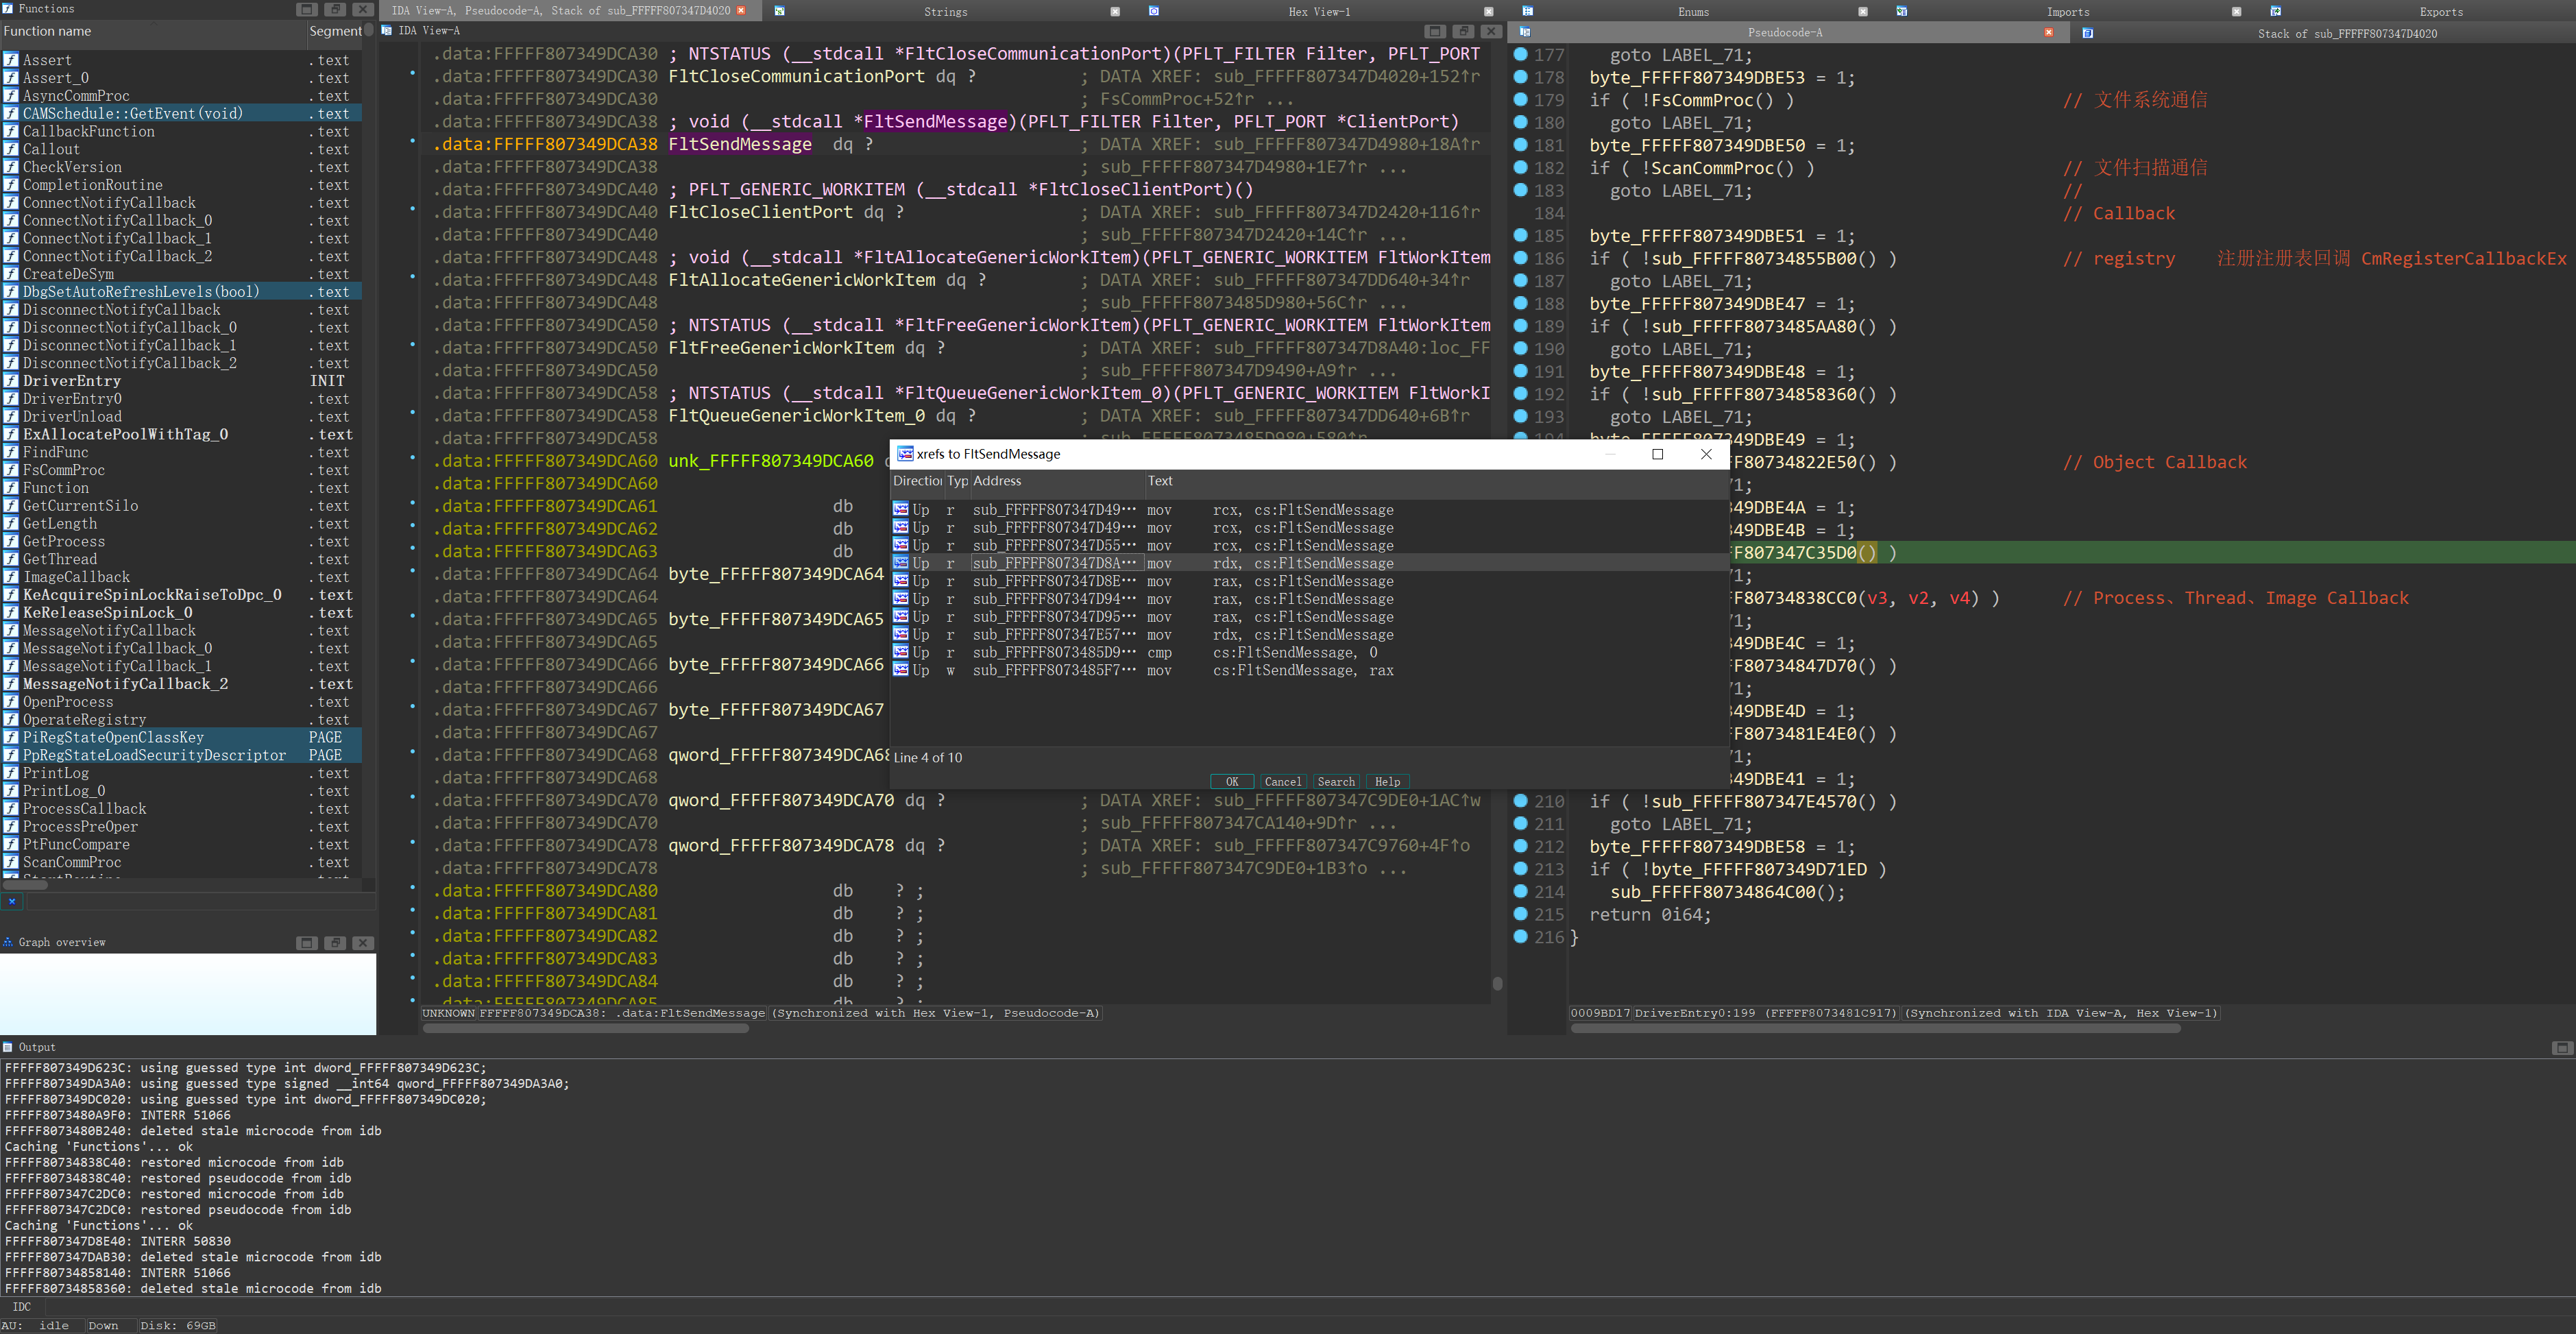 Functions
Function name Segment
Assert .text
Assert_0 .text
AsyncCommProc .text
CAMSchedule::GetEvent(void) .text
CallbackFunction .text
Callout .text
CheckVersion .text
CompletionRoutine .text
ConnectNotifyCallback .text
ConnectNotifyCallback_0 .text
ConnectNotifyCallback_1 .text
ConnectNotifyCallback_2 .text
CreateDeSym .text
DbgSetAutoRefreshLevels(bool) .text
DisconnectNotifyCallback .text
DisconnectNotifyCallback_0 .text
DisconnectNotifyCallback_1 .text
DisconnectNotifyCallback_2 .text
DriverEntry INIT
DriverEntry0 .text
DriverUnload .text
ExAllocatePoolWithTag_0 .text
FindFunc .text
FsCommProc .text
Function .text
GetCurrentSilo .text
GetLength .text
GetProcess .text
GetThread .text
ImageCallback .text
KeAcquireSpinLockRaiseToDpc_0 .text
KeReleaseSpinLock_0 .text
MessageNotifyCallback .text
MessageNotifyCallback_0 .text
MessageNotifyCallback_1 .text
MessageNotifyCallback_2 .text
OpenProcess .text
OperateRegistry .text
PiRegStateOpenClassKey PAGE
PpRegStateLoadSecurityDescriptor PAGE
PrintLog .text
PrintLog_0 .text
ProcessCallback .text
ProcessPreOper .text
PtFuncCompare .text
ScanCommProc .text
Graph overview
IDA View-A, Pseudocode-A, Stack of sub_FFFFF807347D4020 Strings Hex View-1 Enums Imports Exports
IDA View-A
.data:FFFFF807349DCA30 ; NTSTATUS (__stdcall *FltCloseCommunicationPort)(PFLT_FILTER Filter, PFLT_PORT
.data:FFFFF807349DCA30 FltCloseCommunicationPort dq ? ; DATA XREF: sub_FFFFF807347D4020+152↑r
.data:FFFFF807349DCA30 ; FsCommProc+52↑r ...
.data:FFFFF807349DCA38 ; void (__stdcall *FltSendMessage)(PFLT_FILTER Filter, PFLT_PORT *ClientPort)
.data:FFFFF807349DCA38 FltSendMessage dq ? ; DATA XREF: sub_FFFFF807347D4980+18A↑r
.data:FFFFF807349DCA38 ; sub_FFFFF807347D4980+1E7↑r ...
.data:FFFFF807349DCA40 ; PFLT_GENERIC_WORKITEM (__stdcall *FltCloseClientPort)()
.data:FFFFF807349DCA40 FltCloseClientPort dq ? ; DATA XREF: sub_FFFFF807347D2420+116↑r
.data:FFFFF807349DCA40 ; sub_FFFFF807347D2420+14C↑r ...
.data:FFFFF807349DCA48 ; void (__stdcall *FltAllocateGenericWorkItem)(PFLT_GENERIC_WORKITEM FltWorkItem
.data:FFFFF807349DCA48 FltAllocateGenericWorkItem dq ? ; DATA XREF: sub_FFFFF807347DD640+34↑r
.data:FFFFF807349DCA48 ; sub_FFFFF8073485D980+56C↑r ...
.data:FFFFF807349DCA50 ; NTSTATUS (__stdcall *FltFreeGenericWorkItem)(PFLT_GENERIC_WORKITEM FltWorkItem
.data:FFFFF807349DCA50 FltFreeGenericWorkItem dq ? ; DATA XREF: sub_FFFFF807347D8A40:loc_FF
.data:FFFFF807349DCA50 ; sub_FFFFF807347D9490+A9↑r ...
.data:FFFFF807349DCA58 ; NTSTATUS (__stdcall *FltQueueGenericWorkItem_0)(PFLT_GENERIC_WORKITEM FltWorkI
.data:FFFFF807349DCA58 FltQueueGenericWorkItem_0 dq ? ; DATA XREF: sub_FFFFF807347DD640+6B↑r
.data:FFFFF807349DCA58 ; sub_FFFFF8073485D980+580↑r
.data:FFFFF807349DCA60 unk_FFFFF807349DCA60
.data:FFFFF807349DCA60
.data:FFFFF807349DCA61 db
.data:FFFFF807349DCA62 db
.data:FFFFF807349DCA63 db
.data:FFFFF807349DCA64 byte_FFFFF807349DCA64
.data:FFFFF807349DCA64
.data:FFFFF807349DCA65 byte_FFFFF807349DCA65
.data:FFFFF807349DCA65
.data:FFFFF807349DCA66 byte_FFFFF807349DCA66
.data:FFFFF807349DCA66
.data:FFFFF807349DCA67 byte_FFFFF807349DCA67
.data:FFFFF807349DCA67
.data:FFFFF807349DCA68 qword_FFFFF807349DCA68
.data:FFFFF807349DCA68
.data:FFFFF807349DCA70 qword_FFFFF807349DCA70 dq ? ; DATA XREF: sub_FFFFF807347C9DE0+1AC↑w
.data:FFFFF807349DCA70 ; sub_FFFFF807347CA140+9D↑r ...
.data:FFFFF807349DCA78 qword_FFFFF807349DCA78 dq ? ; DATA XREF: sub_FFFFF807347C9760+4F↑o
.data:FFFFF807349DCA78 ; sub_FFFFF807347C9DE0+1B3↑o ...
.data:FFFFF807349DCA80 db ? ;
.data:FFFFF807349DCA81 db ? ;
.data:FFFFF807349DCA82 db ? ;
.data:FFFFF807349DCA83 db ? ;
.data:FFFFF807349DCA84 db ? ;
.data:FFFFF807349DCA85 db ? ;
UNKNOWN FFFFF807349DCA38: .data:FltSendMessage (Synchronized with Hex View-1, Pseudocode-A)
xrefs to FltSendMessage
Direction Typ Address Text
Up r sub_FFFFF807347D49… mov rcx, cs:FltSendMessage
Up r sub_FFFFF807347D49… mov rcx, cs:FltSendMessage
Up r sub_FFFFF807347D55… mov rcx, cs:FltSendMessage
Up r sub_FFFFF807347D8A… mov rdx, cs:FltSendMessage
Up r sub_FFFFF807347D8E… mov rax, cs:FltSendMessage
Up r sub_FFFFF807347D94… mov rax, cs:FltSendMessage
Up r sub_FFFFF807347D95… mov rax, cs:FltSendMessage
Up r sub_FFFFF807347E57… mov rdx, cs:FltSendMessage
Up r sub_FFFFF8073485D9… cmp cs:FltSendMessage, 0
Up w sub_FFFFF8073485F7… mov cs:FltSendMessage, rax
Line 4 of 10
OK Cancel Search Help
Pseudocode-A Stack of sub_FFFFF807347D4020
177 goto LABEL_71;
178 byte_FFFFF807349DBE53 = 1;
179 if ( !FsCommProc() ) // 文件系统通信
180 goto LABEL_71;
181 byte_FFFFF807349DBE50 = 1;
182 if ( !ScanCommProc() ) // 文件扫描通信
183 goto LABEL_71; //
184 // Callback
185 byte_FFFFF807349DBE51 = 1;
186 if ( !sub_FFFFF80734855B00() ) // registry 注册注册表回调 CmRegisterCallbackEx
187 goto LABEL_71;
188 byte_FFFFF807349DBE47 = 1;
189 if ( !sub_FFFFF8073485AA80() )
190 goto LABEL_71;
191 byte_FFFFF807349DBE48 = 1;
192 if ( !sub_FFFFF80734858360() )
193 goto LABEL_71;
194 byte_FFFFF807349DBE49 = 1;
FF80734822E50() ) // Object Callback
71;
349DBE4A = 1;
349DBE4B = 1;
FF807347C35D0() )
71;
FF80734838CC0(v3, v2, v4) ) // Process、Thread、Image Callback
71;
349DBE4C = 1;
FF80734847D70() )
71;
349DBE4D = 1;
FF8073481E4E0() )
71;
349DBE41 = 1;
210 if ( !sub_FFFFF807347E4570() )
211 goto LABEL_71;
212 byte_FFFFF807349DBE58 = 1;
213 if ( !byte_FFFFF807349D71ED )
214 sub_FFFFF80734864C00();
215 return 0i64;
216 }
0009BD17 DriverEntry0:199 (FFFFF8073481C917) (Synchronized with IDA View-A, Hex View-1)
Output
FFFFF807349D623C: using guessed type int dword_FFFFF807349D623C;
FFFFF807349DA3A0: using guessed type signed __int64 qword_FFFFF807349DA3A0;
FFFFF807349DC020: using guessed type int dword_FFFFF807349DC020;
FFFFF8073480A9F0: INTERR 51066
FFFFF8073480B240: deleted stale microcode from idb
Caching 'Functions'... ok
FFFFF80734838C40: restored microcode from idb
FFFFF80734838C40: restored pseudocode from idb
FFFFF807347C2DC0: restored microcode from idb
FFFFF807347C2DC0: restored pseudocode from idb
Caching 'Functions'... ok
FFFFF807347D8E40: INTERR 50830
FFFFF807347DAB30: deleted stale microcode from idb
FFFFF80734858140: INTERR 51066
FFFFF80734858360: deleted stale microcode from idb
IDC
AU: idle Down Disk: 69GB